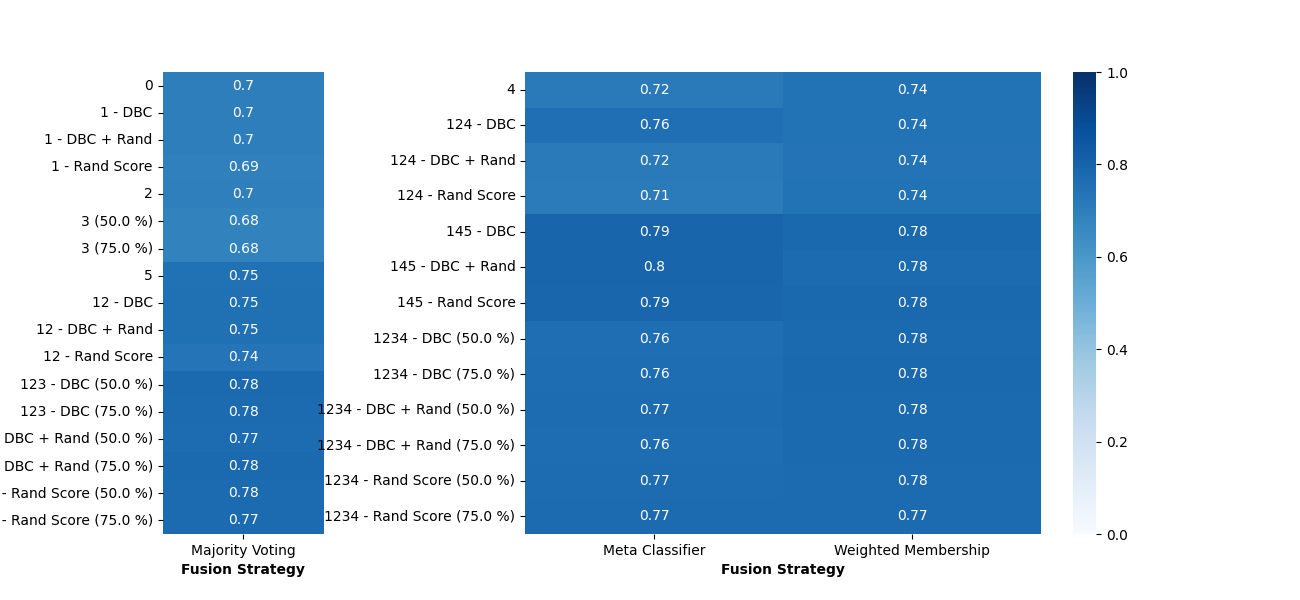 0 0.7
1 - DBC 0.7
1 - DBC + Rand 0.7
1 - Rand Score 0.69
2 0.7
3 (50.0 %) 0.68
3 (75.0 %) 0.68
5 0.75
12 - DBC 0.75
12 - DBC + Rand 0.75
12 - Rand Score 0.74
123 - DBC (50.0 %) 0.78
123 - DBC (75.0 %) 0.78
DBC + Rand (50.0 %) 0.77
DBC + Rand (75.0 %) 0.78
- Rand Score (50.0 %) 0.78
- Rand Score (75.0 %) 0.77
Majority Voting
Fusion Strategy
4 0.72 0.74
124 - DBC 0.76 0.74
124 - DBC + Rand 0.72 0.74
124 - Rand Score 0.71 0.74
145 - DBC 0.79 0.78
145 - DBC + Rand 0.8 0.78
145 - Rand Score 0.79 0.78
1234 - DBC (50.0 %) 0.76 0.78
1234 - DBC (75.0 %) 0.76 0.78
1234 - DBC + Rand (50.0 %) 0.77 0.78
1234 - DBC + Rand (75.0 %) 0.76 0.78
1234 - Rand Score (50.0 %) 0.77 0.78
1234 - Rand Score (75.0 %) 0.77 0.77
Meta Classifier Weighted Membership
Fusion Strategy
1.0
0.8
0.6
0.4
0.2
0.0